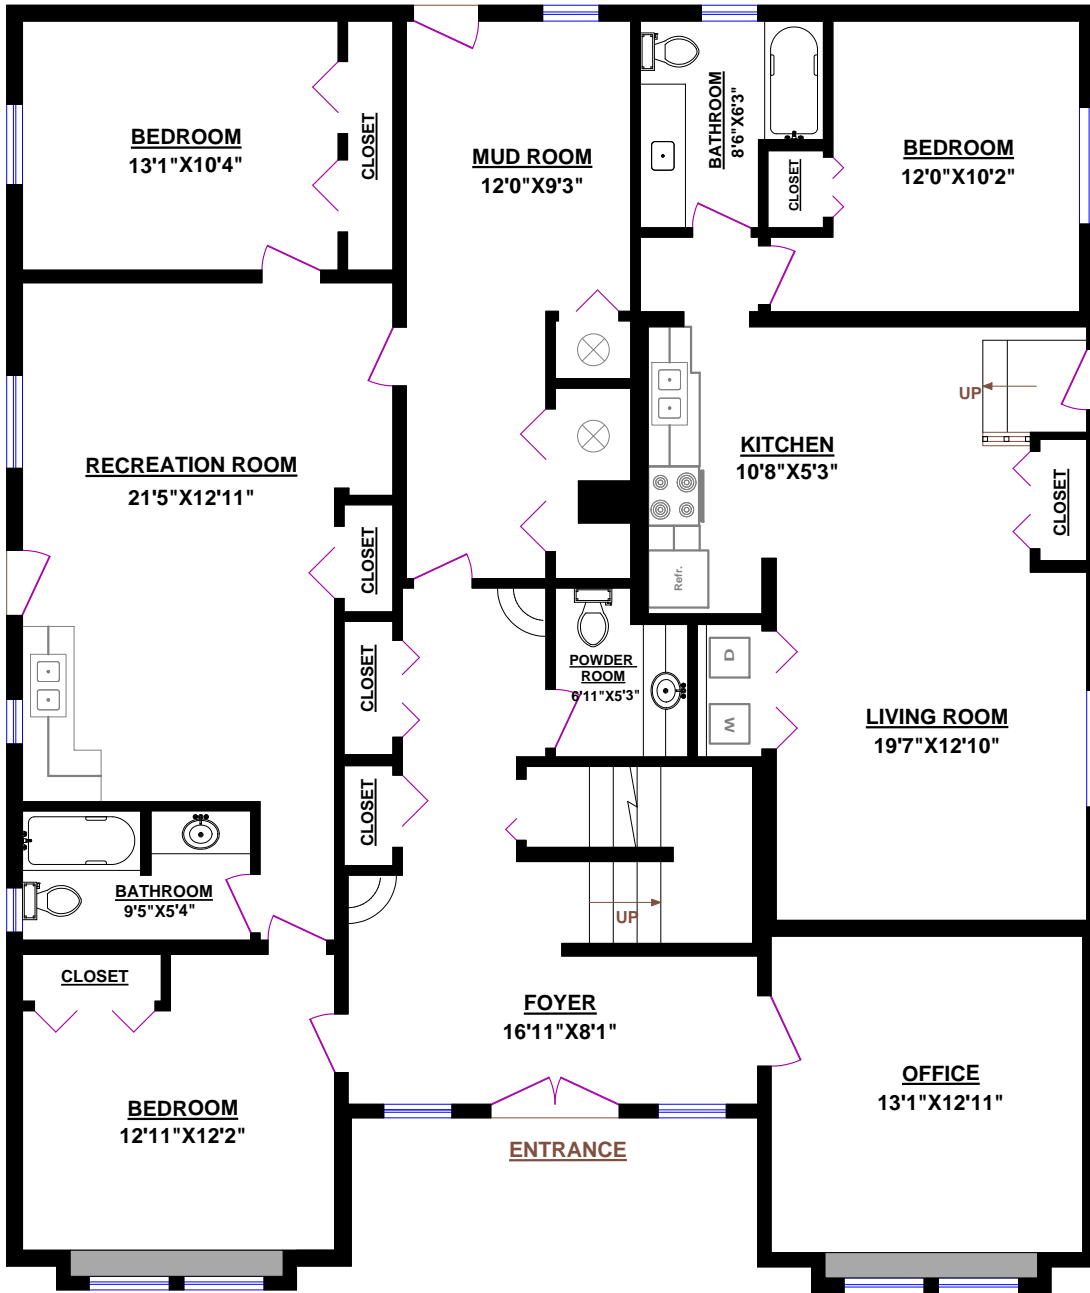 BEDROOM
13'1"X10'4"
CLOSET
MUD ROOM
12'0"X9'3"
BATHROOM
8'6"X6'3"
CLOSET
BEDROOM
12'0"X10'2"
RECREATION ROOM
21'5"X12'11"
CLOSET
KITCHEN
10'8"X5'3"
UP
CLOSET
Refr.
CLOSET
POWDER
ROOM
6'11"X5'3"
D
W
LIVING ROOM
19'7"X12'10"
CLOSET
BATHROOM
9'5"X5'4"
UP
CLOSET
FOYER
16'11"X8'1"
BEDROOM
12'11"X12'2"
OFFICE
13'1"X12'11"
ENTRANCE